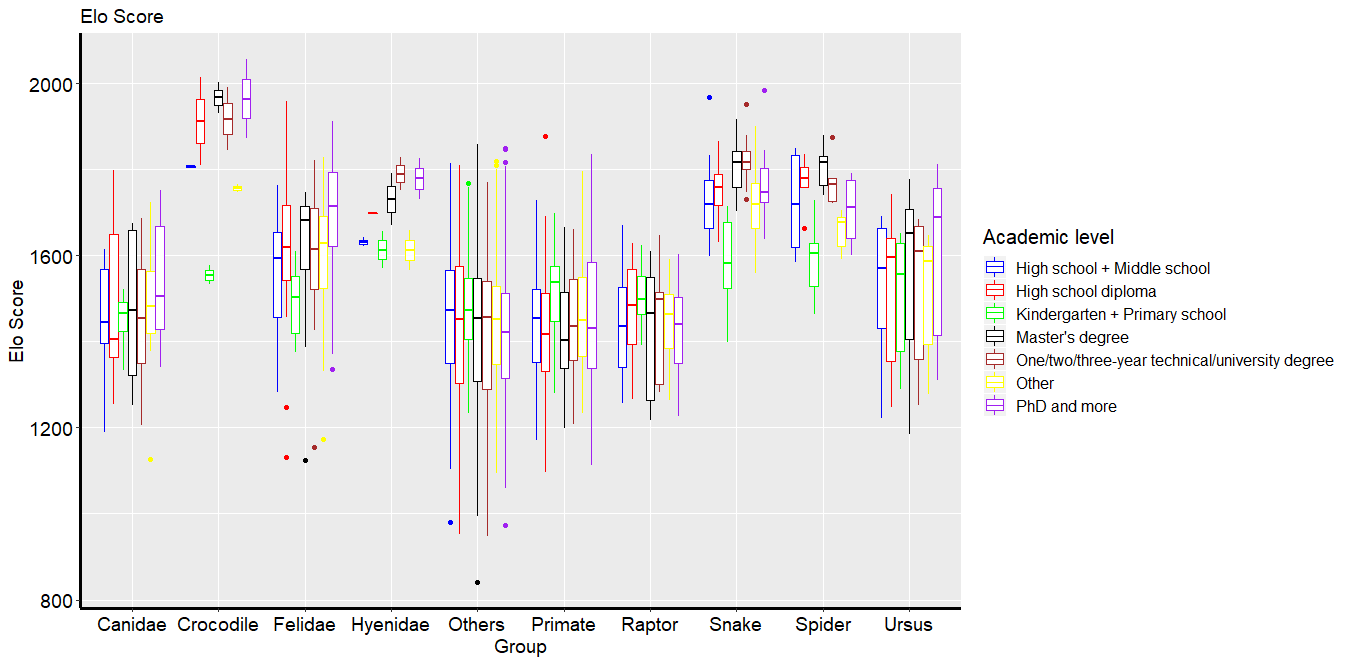 Elo Score
2000
1600
1200
800
Elo Score
Canidae Crocodile Felidae Hyenidae Others Primate Raptor Snake Spider Ursus
Group
Academic level
High school + Middle school
High school diploma
Kindergarten + Primary school
Master's degree
One/two/three-year technical/university degree
Other
PhD and more